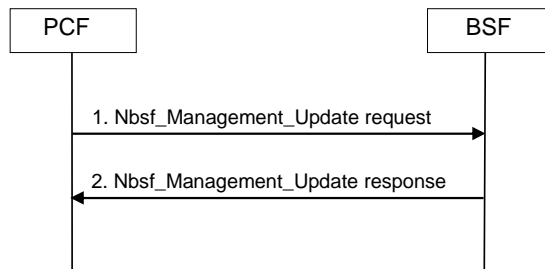 PCF
BSF
1. Nbsf_Management_Update request
2. Nbsf_Management_Update response